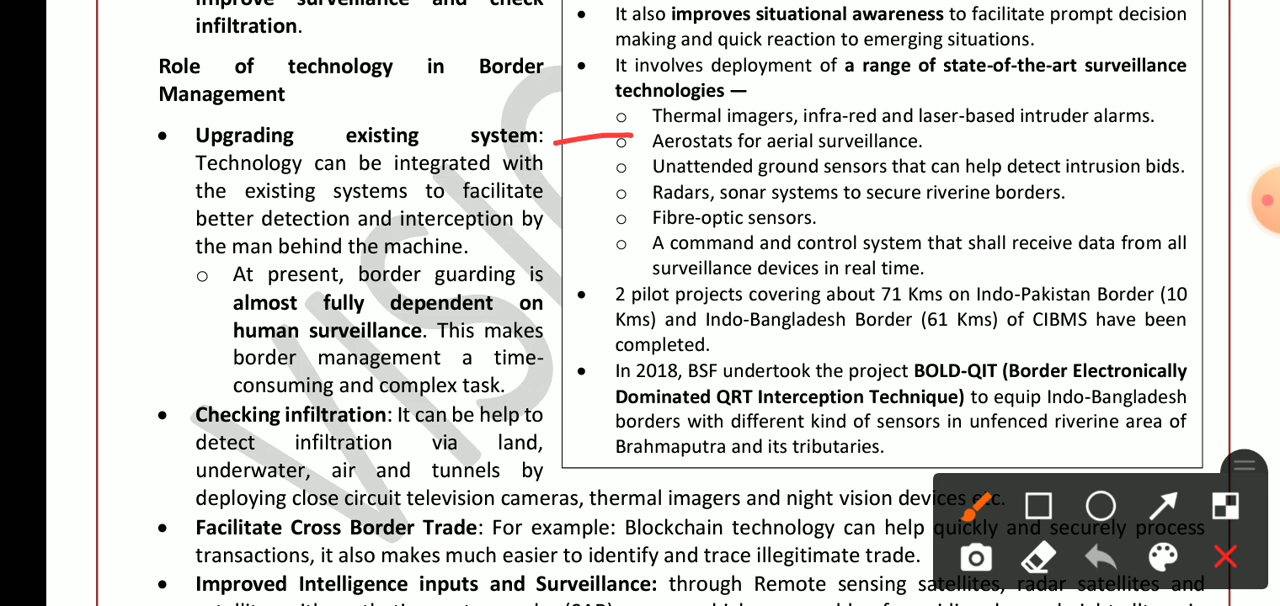 improve surveillance and check
infiltration.
Role of technology in Border
Management
• Upgrading existing system:
Technology can be integrated with
the existing systems to facilitate
better detection and interception by
the man behind the machine.
o At present, border guarding is
almost fully dependent on
human surveillance. This makes
border management a time-
consuming and complex task.
• Checking infiltration: It can be help to
detect infiltration via land,
underwater, air and tunnels by
deploying close circuit television cameras, thermal imagers and night vision devices etc.
• Facilitate Cross Border Trade: For example: Blockchain technology can help quickly and securely process
transactions, it also makes much easier to identify and trace illegitimate trade.
• Improved Intelligence inputs and Surveillance: through Remote sensing satellites, radar satellites and
• It also improves situational awareness to facilitate prompt decision
making and quick reaction to emerging situations.
• It involves deployment of a range of state-of-the-art surveillance
technologies —
o Thermal imagers, infra-red and laser-based intruder alarms.
o Aerostats for aerial surveillance.
o Unattended ground sensors that can help detect intrusion bids.
o Radars, sonar systems to secure riverine borders.
o Fibre-optic sensors.
o A command and control system that shall receive data from all
surveillance devices in real time.
• 2 pilot projects covering about 71 Kms on Indo-Pakistan Border (10
Kms) and Indo-Bangladesh Border (61 Kms) of CIBMS have been
completed.
• In 2018, BSF undertook the project BOLD-QIT (Border Electronically
Dominated QRT Interception Technique) to equip Indo-Bangladesh
borders with different kind of sensors in unfenced riverine area of
Brahmaputra and its tributaries.
VISIO